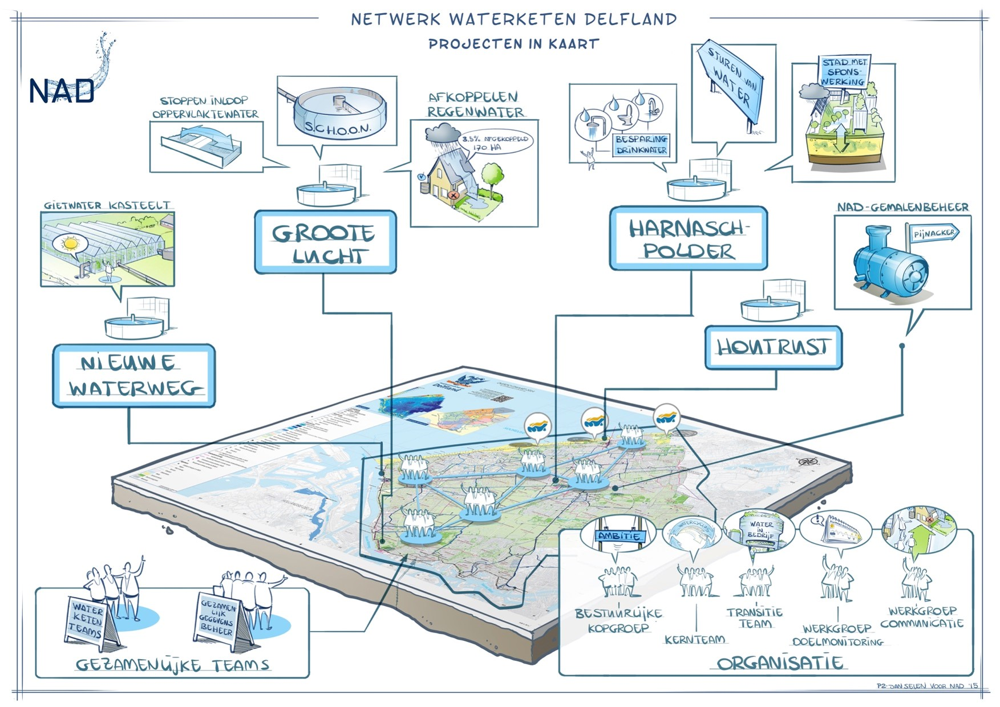 NETWERK WATERKETEN DELFLAND
PROJECTEN IN KAART
NAD
STOPPEN INLOOP
OPPERVLAKTEWATER
S.C.H.O.O.N.
AFKOPPELEN
REGENWATER
3.5% AFGEKOPPELD
170 HA
BESPARING
DRINKWATER
STUREN VAN
WATER
STAD MET
SPONS-
WERKING
GIETWATER KASTEELT
GROOTE
LUCHT
HARNASCH-
POLDER
NAD-GEMALENBEHEER
PIJNACKER
NIEUWE
WATERWEG
HOUTRUST
Delfland
WATER
KETEN
TEAMS
GEZAMEN-
LIJK
GEGEVENS
BEHEER
GEZAMENLIJKE TEAMS
AMBITIE
WATERCYCLUS
WATER
IN
BEDRIJF
BESTUURLIJKE
KOPGROEP
KERNTEAM
TRANSITIE
TEAM
WERKGROEP
DOELMONITORING
WERKGROEP
COMMUNICATIE
ORGANISATIE
P2-JAN SELEN VOOR NAD '15